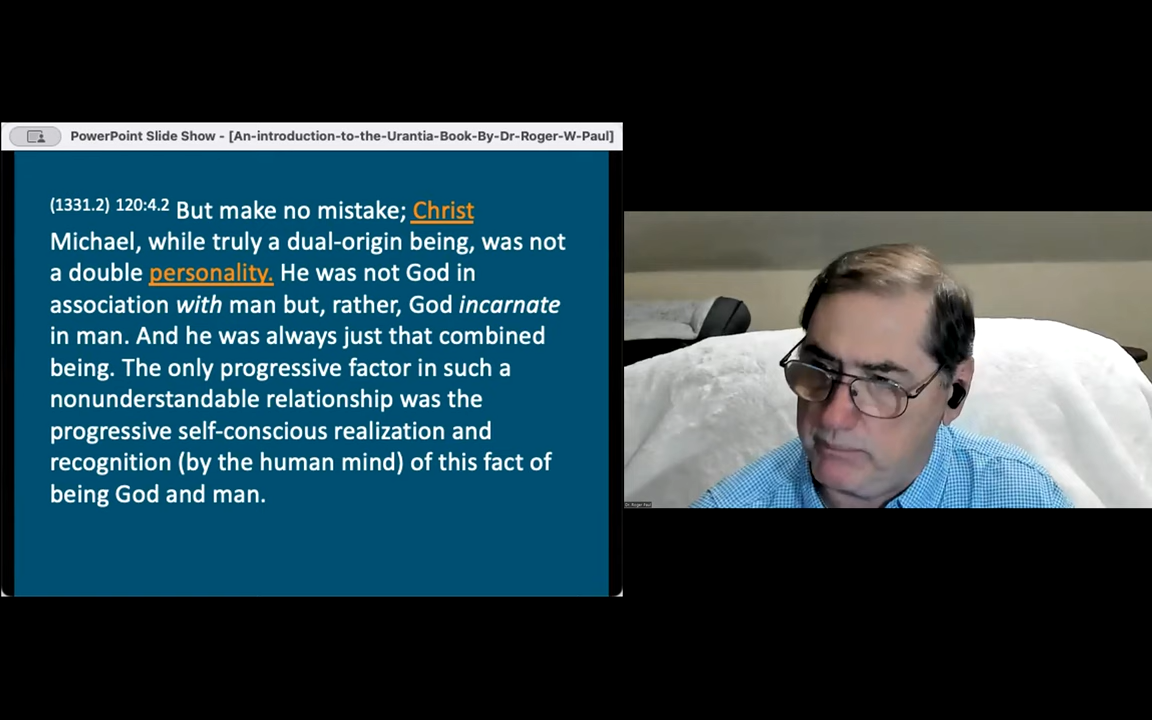 PowerPoint Slide Show - [An-introduction-to-the-Urantia-Book-By-Dr-Roger-W-Paul]
(1331.2) 120:4.2 But make no mistake; Christ
Michael, while truly a dual-origin being, was not
a double personality. He was not God in
association with man but, rather, God incarnate
in man. And he was always just that combined
being. The only progressive factor in such a
nonunderstandable relationship was the
progressive self-conscious realization and
recognition (by the human mind) of this fact of
being God and man.
Dr. Roger Paul